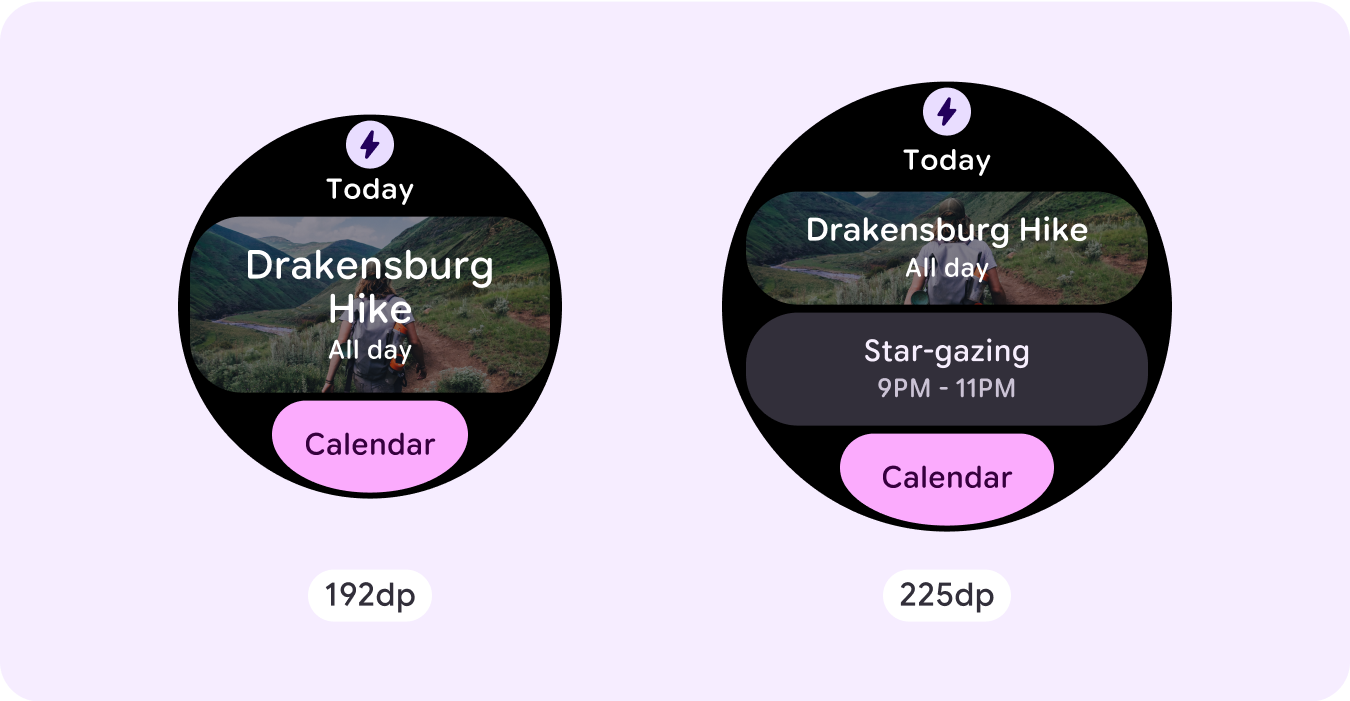 Today
Drakensburg
Hike
All day
Calendar
192dp
Today
Drakensburg Hike
All day
Star-gazing
9PM - 11PM
Calendar
225dp